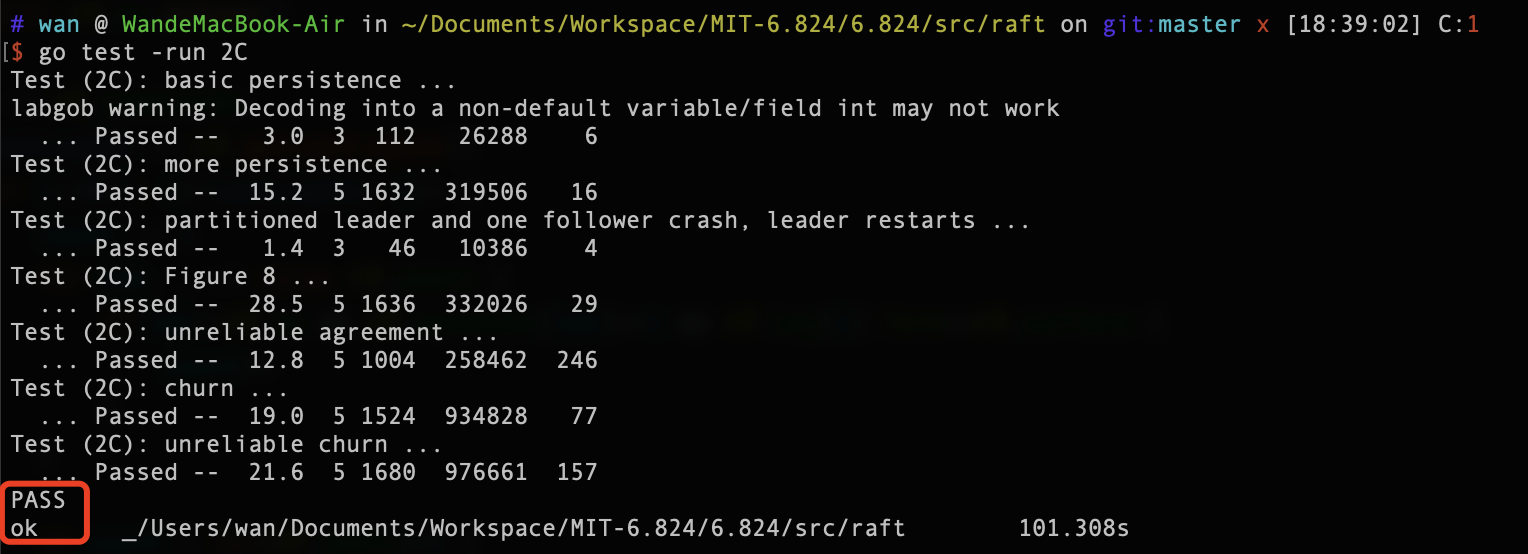 # wan @ WandeMacBook-Air in ~/Documents/Workspace/MIT-6.824/6.824/src/raft on git:master x [18:39:02] C:1
[$ go test -run 2C
Test (2C): basic persistence ...
labgob warning: Decoding into a non-default variable/field int may not work
  ... Passed --   3.0  3  112   26288    6
Test (2C): more persistence ...
  ... Passed --  15.2  5 1632  319506   16
Test (2C): partitioned leader and one follower crash, leader restarts ...
  ... Passed --   1.4  3   46   10386    4
Test (2C): Figure 8 ...
  ... Passed --  28.5  5 1636  332026   29
Test (2C): unreliable agreement ...
  ... Passed --  12.8  5 1004  258462  246
Test (2C): churn ...
  ... Passed --  19.0  5 1524  934828   77
Test (2C): unreliable churn ...
  ... Passed --  21.6  5 1680  976661  157
PASS
ok      _/Users/wan/Documents/Workspace/MIT-6.824/6.824/src/raft        101.308s